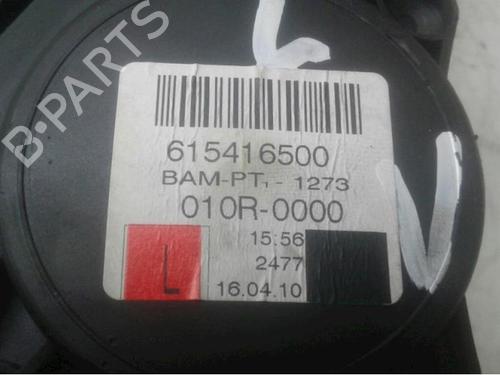 B-PARTS
615416500
BAM-PT, - 1273
010R-0000
15:56
2477
L
16.04.10